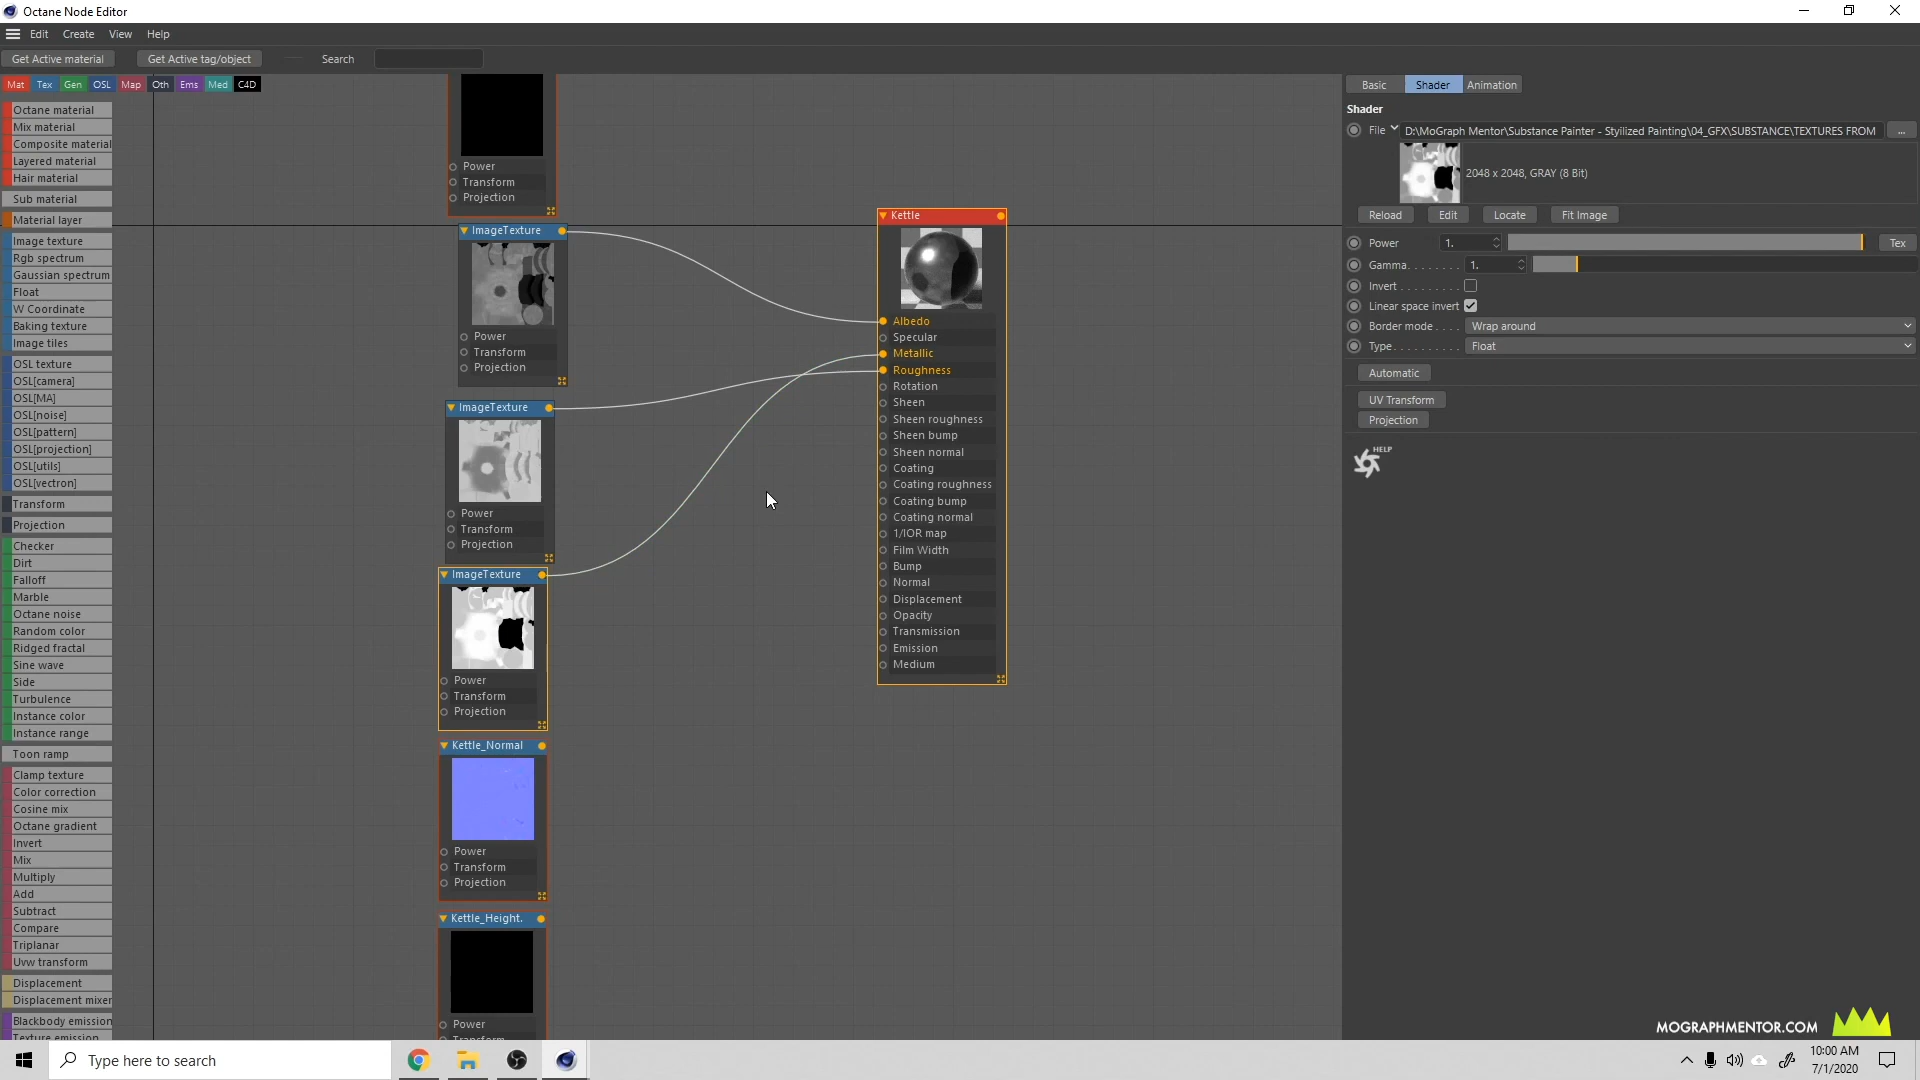 Octane Node Editor
Edit Create View Help
Get Active material Get Active tag/object Search
Mat Tex Gen OSL Map Oth Ems Med C4D
Octane material
Mix material
Composite material
Layered material
Hair material
Sub material
Material layer
Image texture
Rgb spectrum
Gaussian spectrum
Float
W Coordinate
Baking texture
Image tiles
OSL texture
OSL[camera]
OSL[MA]
OSL[noise]
OSL[pattern]
OSL[projection]
OSL[utils]
OSL[vectron]
Transform
Projection
Checker
Dirt
Falloff
Marble
Octane noise
Random color
Ridged fractal
Sine wave
Side
Turbulence
Instance color
Instance range
Toon ramp
Clamp texture
Color correction
Cosine mix
Octane gradient
Invert
Mix
Multiply
Add
Subtract
Compare
Triplanar
Uvw transform
Displacement
Displacement mixer
Blackbody emission
Texture emission
Power
Transform
Projection
ImageTexture
Power
Transform
Projection
ImageTexture
Power
Transform
Projection
ImageTexture
Power
Transform
Projection
Kettle_Normal
Power
Transform
Projection
Kettle_Height.
Power
Transform
Kettle
Albedo
Specular
Metallic
Roughness
Rotation
Sheen
Sheen roughness
Sheen bump
Sheen normal
Coating
Coating roughness
Coating bump
Coating normal
1/IOR map
Film Width
Bump
Normal
Displacement
Opacity
Transmission
Emission
Medium
Basic Shader Animation
Shader
File D:\MoGraph Mentor\Substance Painter - Styilized Painting\04_GFX\SUBSTANCE\TEXTURES FROM ...
2048 x 2048, GRAY (8 Bit)
Reload Edit Locate Fit Image
Power 1. Tex
Gamma. . . . . . . . 1.
Invert . . . . . . . . .
Linear space invert
Border mode . . . . Wrap around
Type. . . . . . . . . . Float
Automatic
UV Transform
Projection
HELP
MOGRAPHMENTOR.COM
Type here to search
10:00 AM
7/1/2020